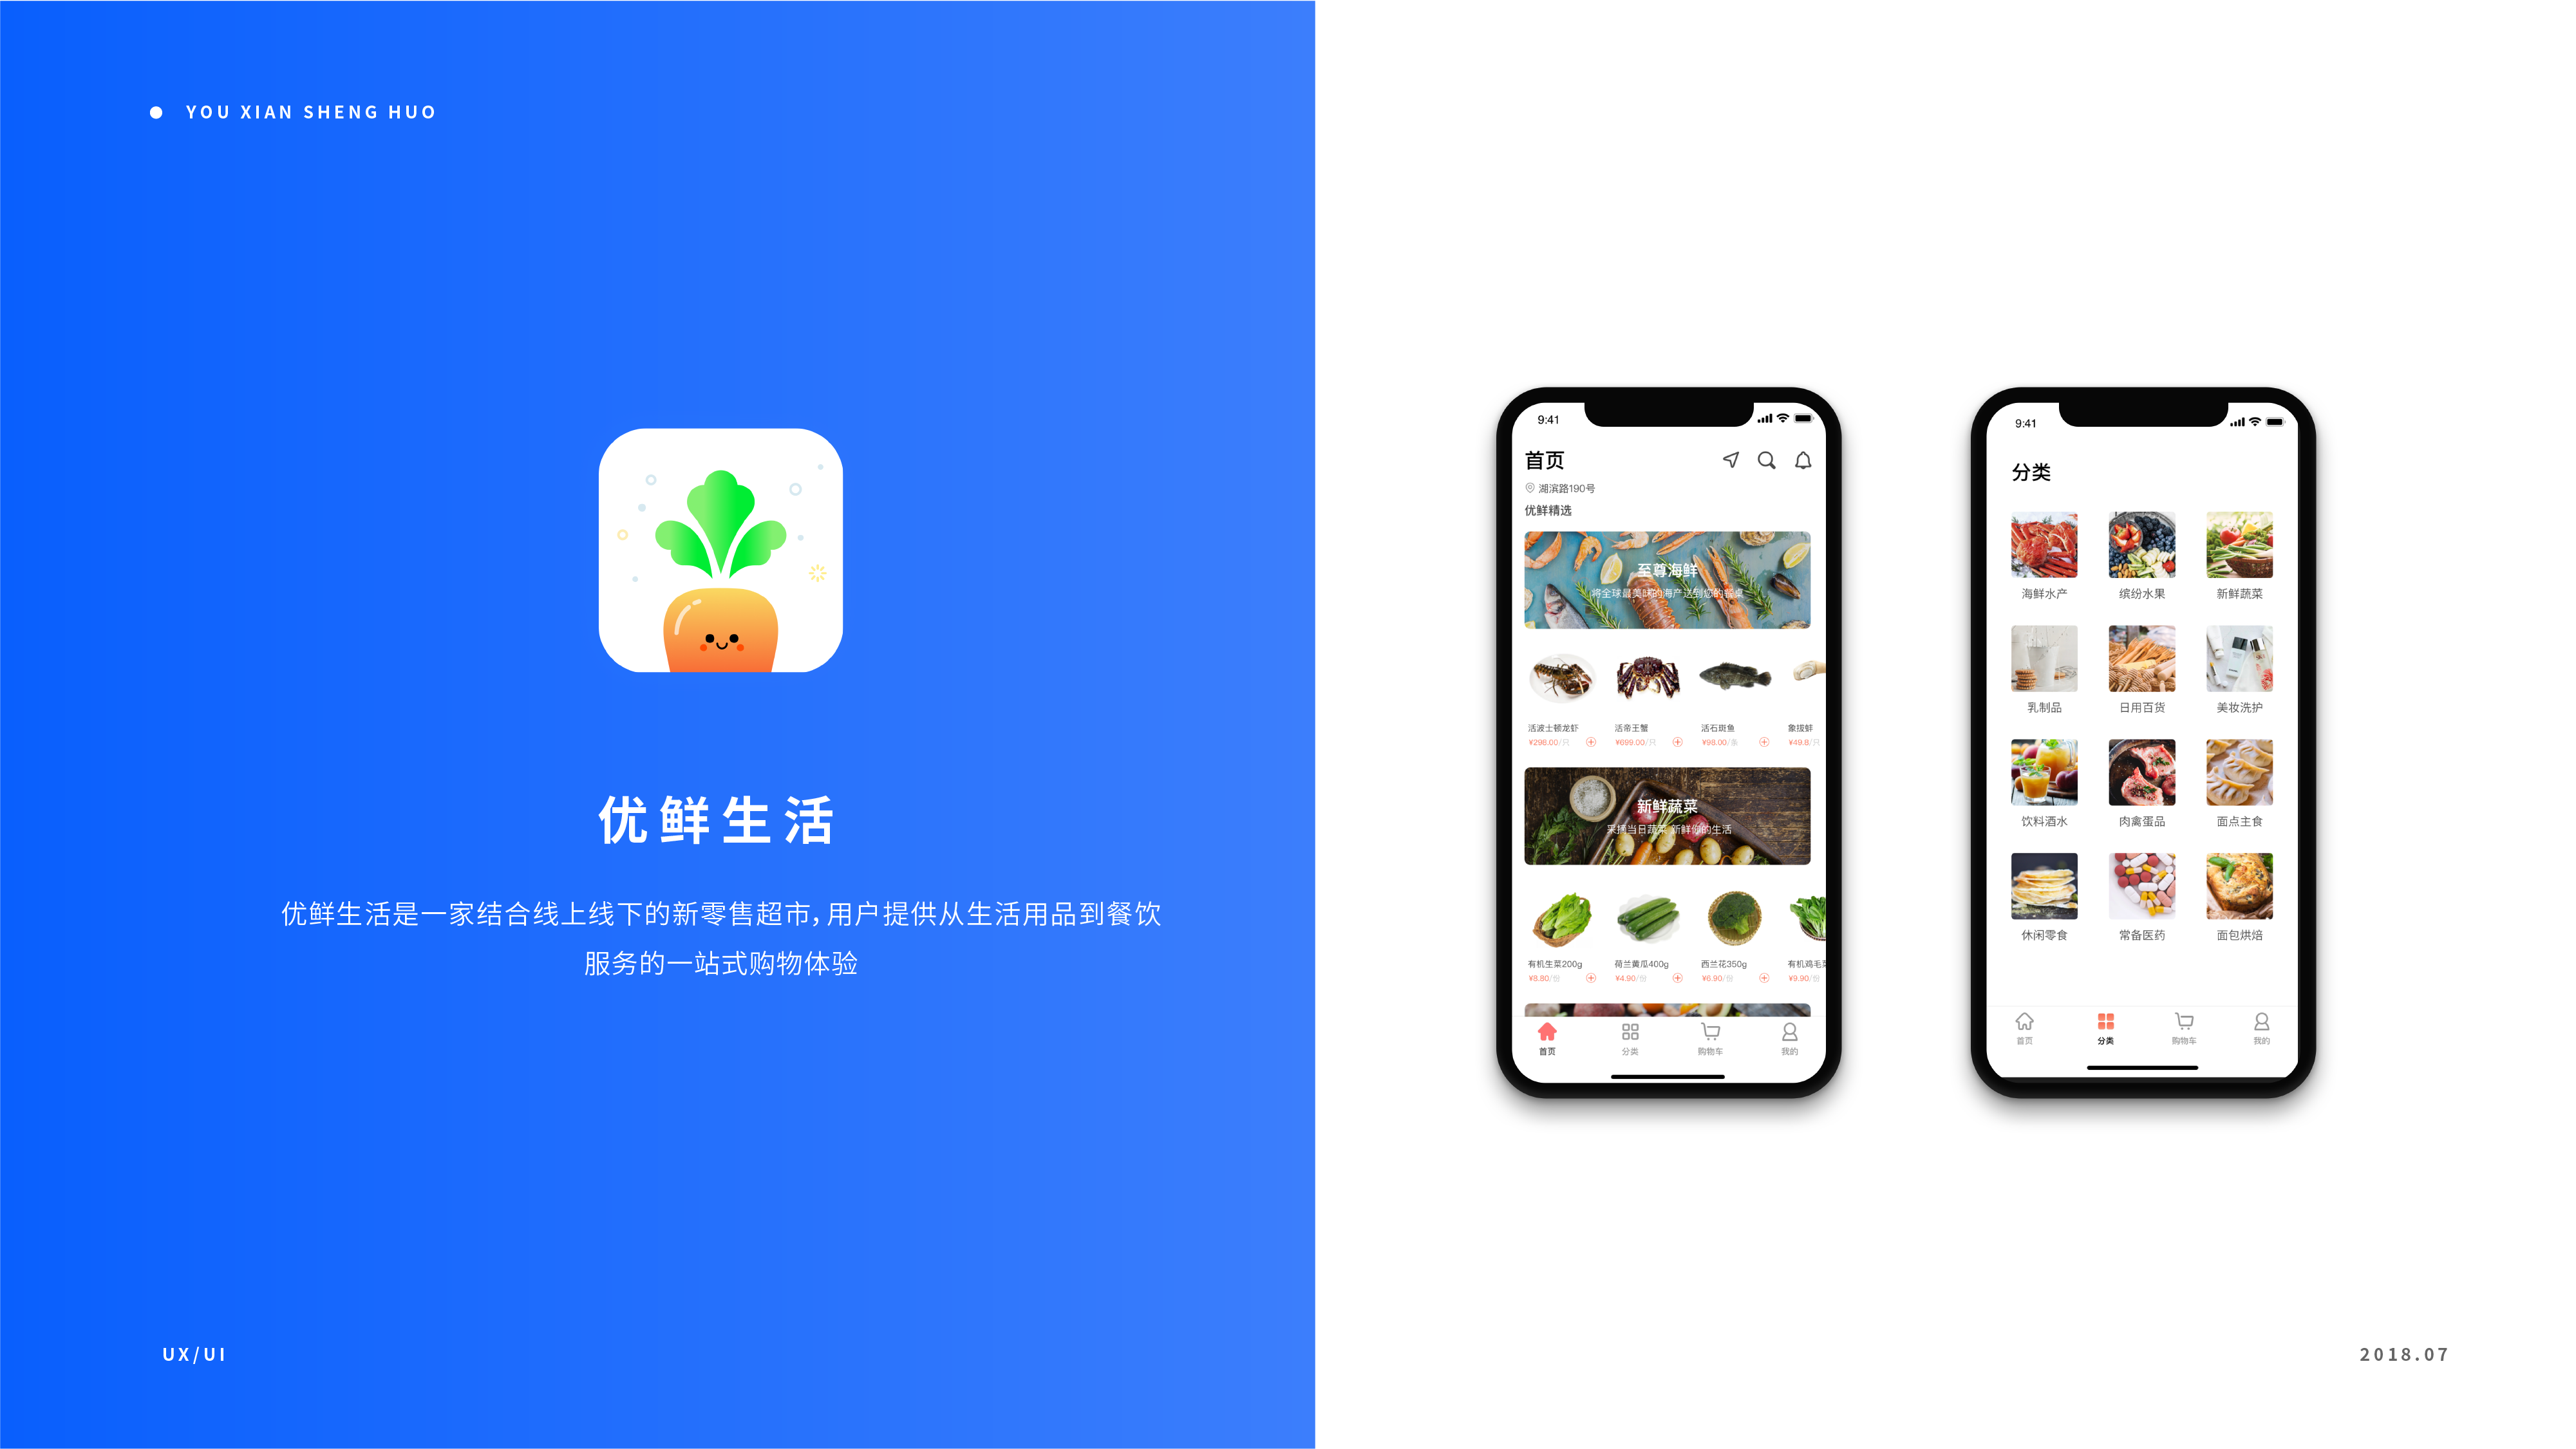 YOU XIAN SHENG HUO
优鲜生活
优鲜生活是一家结合线上线下的新零售超市，用户提供从生活用品到餐饮
服务的一站式购物体验
UX/UI
9:41
首页
湖滨路190号
优鲜精选
至尊海鲜
将全球最美味的海产送到您的餐桌
活波士顿龙虾 活帝王蟹 活石斑鱼 象拔蚌
¥298.00/只 ¥699.00/只 ¥98.00/条 ¥49.8/只
新鲜蔬菜
采摘当日蔬菜 新鲜你的生活
有机生菜200g 荷兰黄瓜400g 西兰花350g 有机鸡毛菜
¥8.80/份 ¥4.90/份 ¥6.90/份 ¥9.90/份
首页 分类 购物车 我的
9:41
分类
海鲜水产 缤纷水果 新鲜蔬菜
乳制品 日用百货 美妆洗护
饮料酒水 肉禽蛋品 面点主食
休闲零食 常备医药 面包烘焙
首页 分类 购物车 我的
2018.07